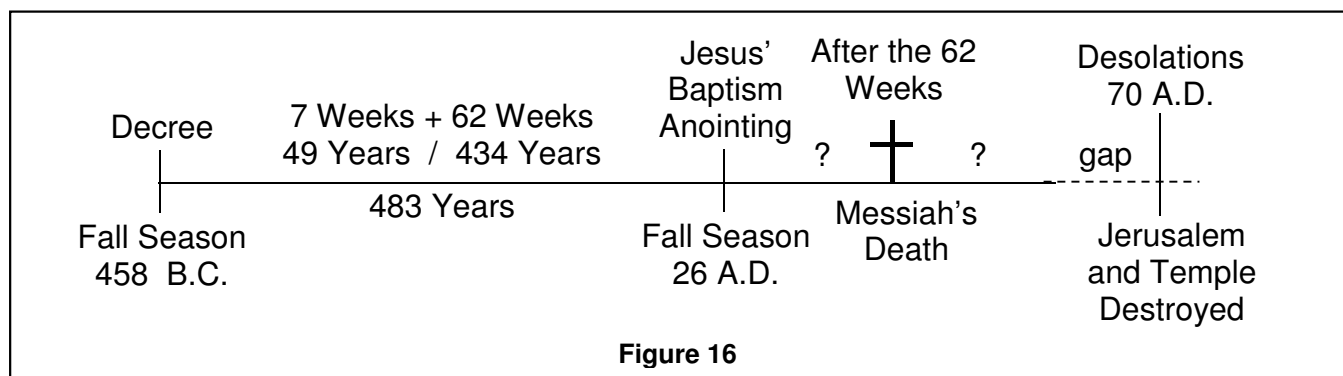 Decree
7 Weeks + 62 Weeks
49 Years / 434 Years
483 Years
Fall Season
458 B.C.
Jesus’
Baptism
Anointing
Fall Season
26 A.D.
After the 62
Weeks
?
?
Messiah’s
Death
gap
Desolations
70 A.D.
Jerusalem
and Temple
Destroyed
Figure 16